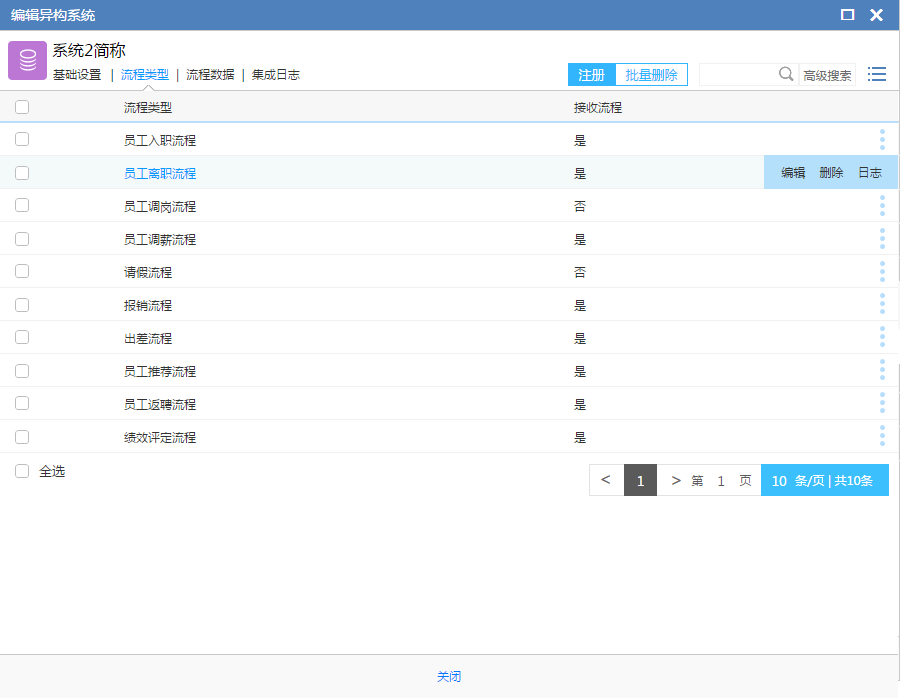 编辑异构系统
系统2简称
基础设置 | 流程类型 | 流程数据 | 集成日志
注册 批量删除 高级搜索
流程类型 接收流程
员工入职流程 是
员工离职流程 是 编辑 删除 日志
员工调岗流程 否
员工调薪流程 是
请假流程 否
报销流程 是
出差流程 是
员工推荐流程 是
员工返聘流程 是
绩效评定流程 是
全选 < 1 > 第 1 页 10 条/页 | 共10条
关闭